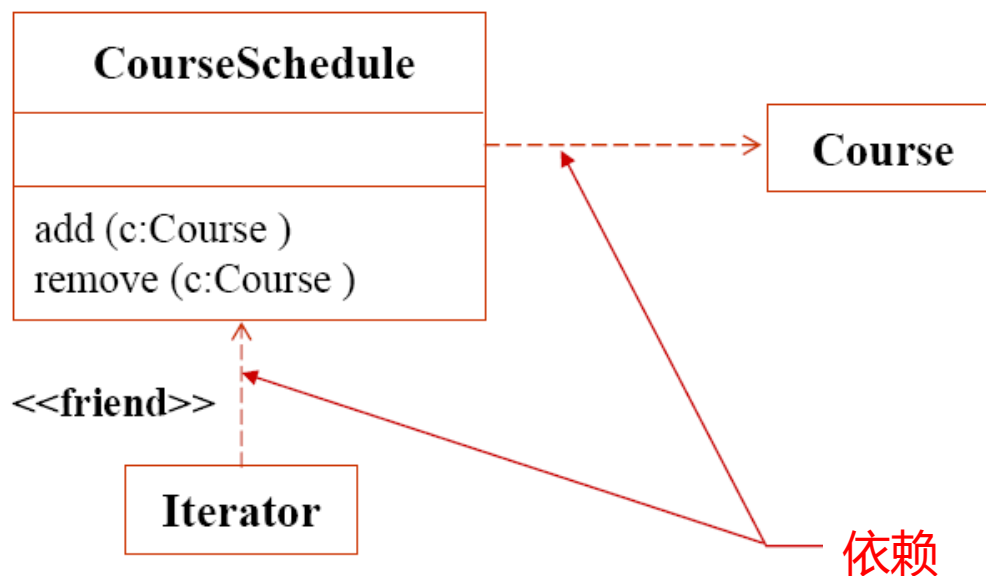 CourseSchedule
Course
add (c:Course )
remove (c:Course )
<<friend>>
Iterator
依赖